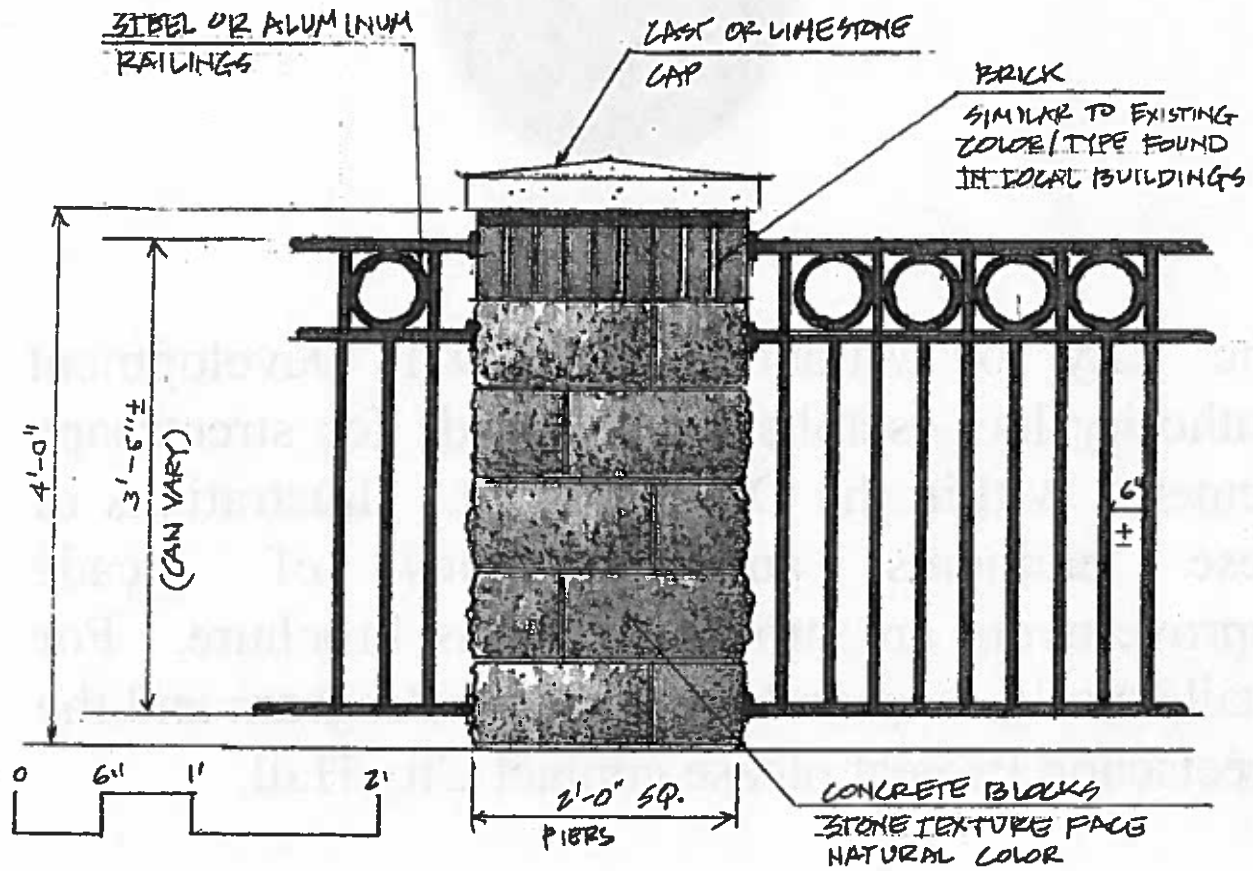 STEEL OR ALUMINUM
RAILINGS
CAST OR LIMESTONE
CAP
BRICK
SIMILAR TO EXISTING
COLOR/TYPE FOUND
IN LOCAL BUILDINGS
4'-0"
3'-6"±
(CAN VARY)
6"
±
0 6" 1' 2'
2'-0" SQ.
PIERS
CONCRETE BLOCKS
STONE TEXTURE FACE
NATURAL COLOR